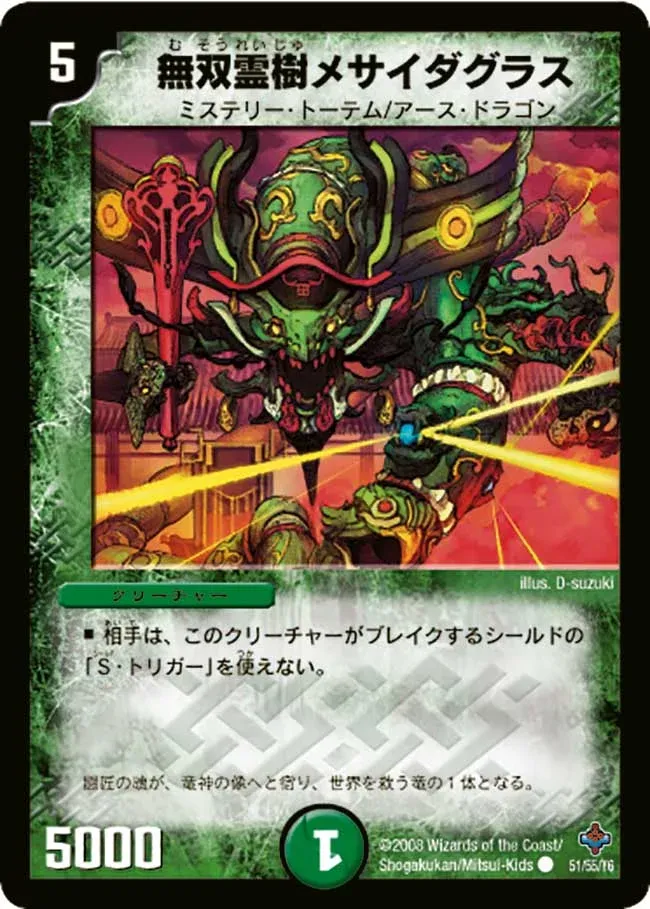 5
む そうれいじゅ
無双霊樹メサイダグラス
ミステリー・トーテム/アース・ドラゴン
illus. D-suzuki
クリーチャー
あいて
■ 相手は、このクリーチャーがブレイクするシールドの
つか
「S・トリガー」を使えない。
匠の魂が、竜神の像へと宿り、世界を救う竜の1体となる。
5000
1
©2008 Wizards of the Coast/
Shogakukan/Mitsui-Kids
51/55/Y6